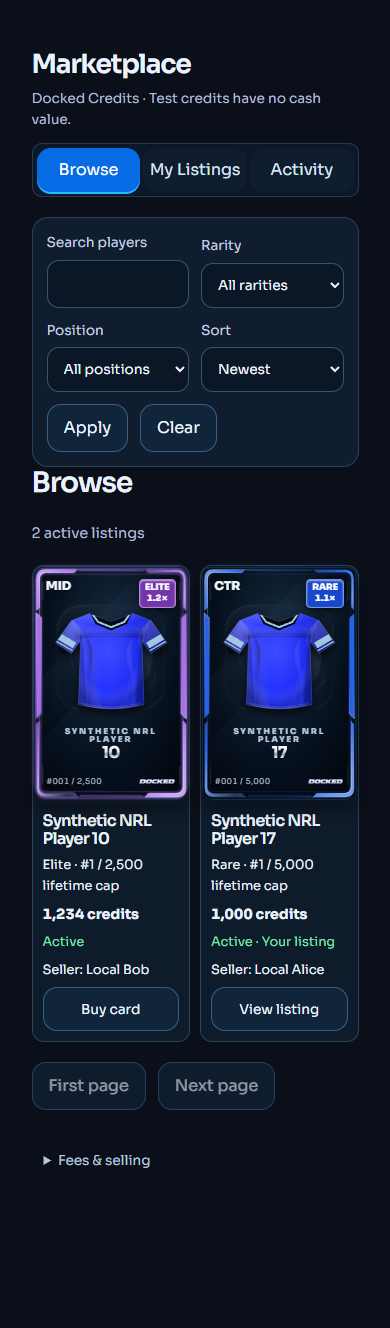 Marketplace
Docked Credits · Test credits have no cash
value.
Browse
My Listings
Activity
Search players
Rarity
All rarities
Position
Sort
All positions
Newest
Apply
Clear
Browse
2 active listings
MID
ELITE
1.2×
SYNTHETIC NRL
PLAYER
10
#001 / 2,500
DOCKED
CTR
RARE
1.1×
SYNTHETIC NRL
PLAYER
17
#001 / 5,000
DOCKED
Synthetic NRL
Player 10
Elite · #1 / 2,500
lifetime cap
1,234 credits
Active
Seller: Local Bob
Buy card
Synthetic NRL
Player 17
Rare · #1 / 5,000
lifetime cap
1,000 credits
Active · Your listing
Seller: Local Alice
View listing
First page
Next page
Fees & selling